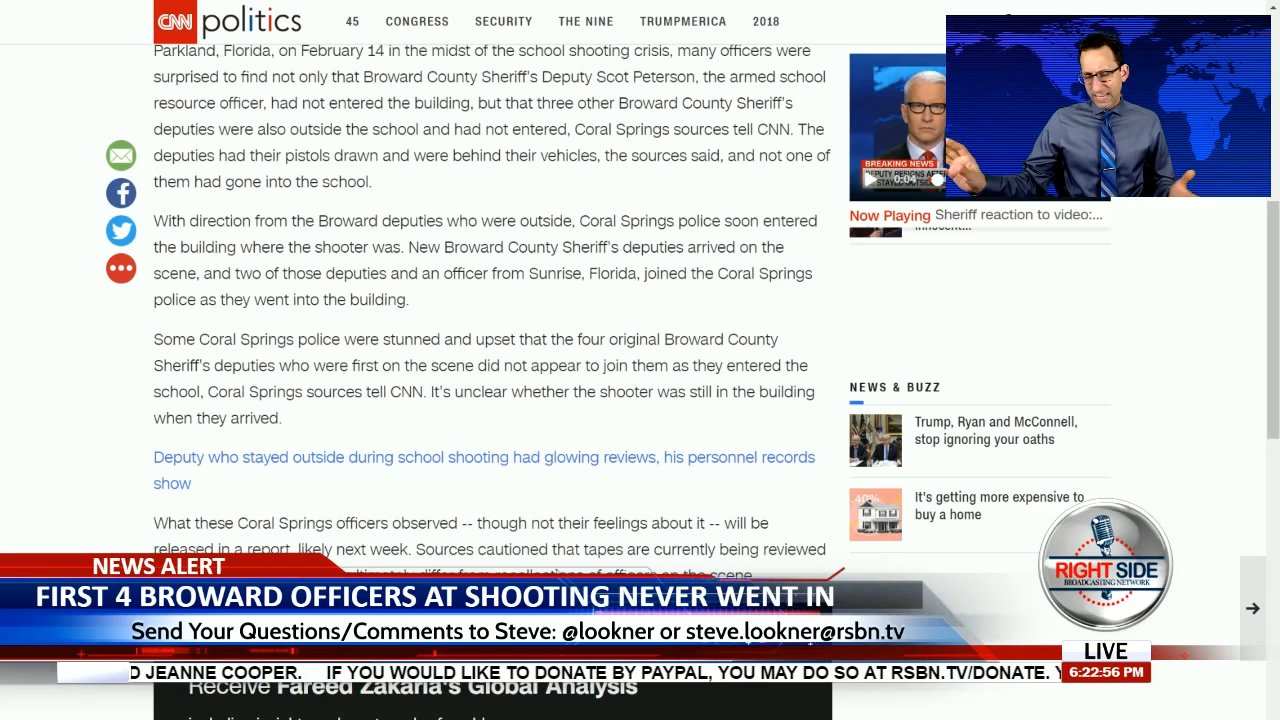 CNN politics
45 CONGRESS SECURITY THE NINE TRUMPMERICA 2018
Parkland, Florida, on February 14 in the midst of the school shooting crisis, many officers were
surprised to find not only that Broward County Sheriff's Deputy Scot Peterson, the armed school
resource officer, had not entered the building, but that three other Broward County Sheriff's
deputies were also outside the school and had not entered, Coral Springs sources tell CNN. The
deputies had their pistols drawn and were behind their vehicles, the sources said, and not one of
them had gone into the school.
With direction from the Broward deputies who were outside, Coral Springs police soon entered
the building where the shooter was. New Broward County Sheriff's deputies arrived on the
scene, and two of those deputies and an officer from Sunrise, Florida, joined the Coral Springs
police as they went into the building.
Some Coral Springs police were stunned and upset that the four original Broward County
Sheriff's deputies who were first on the scene did not appear to join them as they entered the
school, Coral Springs sources tell CNN. It's unclear whether the shooter was still in the building
when they arrived.
Deputy who stayed outside during school shooting had glowing reviews, his personnel records
show
What these Coral Springs officers observed -- though not their feelings about it -- will be
released in a report, likely next week. Sources cautioned that tapes are currently being reviewed
differ from recollections of officers on the scene.
BREAKING NEWS
DEPUTY RESIGNS AFTER
HE STAYED OUTSIDE
Now Playing Sheriff reaction to video:...
innocent...
NEWS & BUZZ
Trump, Ryan and McConnell,
stop ignoring your oaths
.40%
It's getting more expensive to
buy a home
NEWS ALERT
FIRST 4 BROWARD OFFICERS AT SHOOTING NEVER WENT IN
Send Your Questions/Comments to Steve: @lookner or steve.lookner@rsbn.tv
RIGHT SIDE
BROADCASTING NETWORK
LIVE
6:22:56 PM
D JEANNE COOPER. IF YOU WOULD LIKE TO DONATE BY PAYPAL, YOU MAY DO SO AT RSBN.TV/DONATE. Y
Receive Fareed Zakaria's Global Analysis